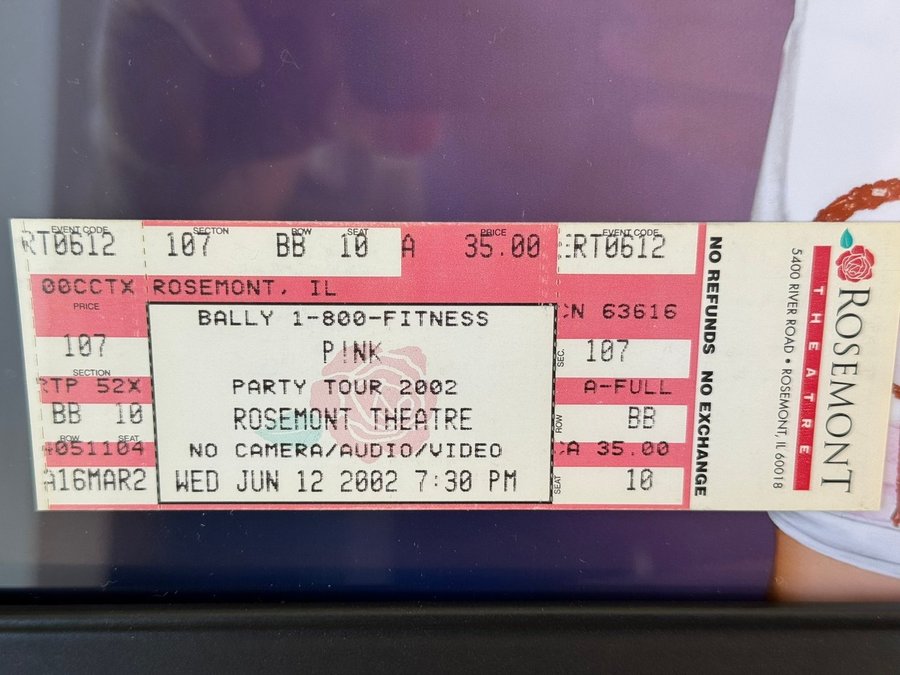 EVENT CODE
RT0612
00CCTX
PRICE
107
SECTION
RTP 52X
BB 10
ROW SEAT
4051104
A16MAR2
SECTON ROW SEAT PRICE
107 BB 10 A 35.00
ROSEMONT, IL
BALLY 1-800-FITNESS
P!NK
PARTY TOUR 2002
ROSEMONT THEATRE
NO CAMERA/AUDIO/VIDEO
WED JUN 12 2002 7:30 PM
EVENT CODE
ERT0612
CN 63616
SEC. 107
A-FULL
ROW BB
CA 35.00
SEAT 10
NO REFUNDS NO EXCHANGE
ROSEMONT
THEATRE
5400 RIVER ROAD • ROSEMONT, IL 60018